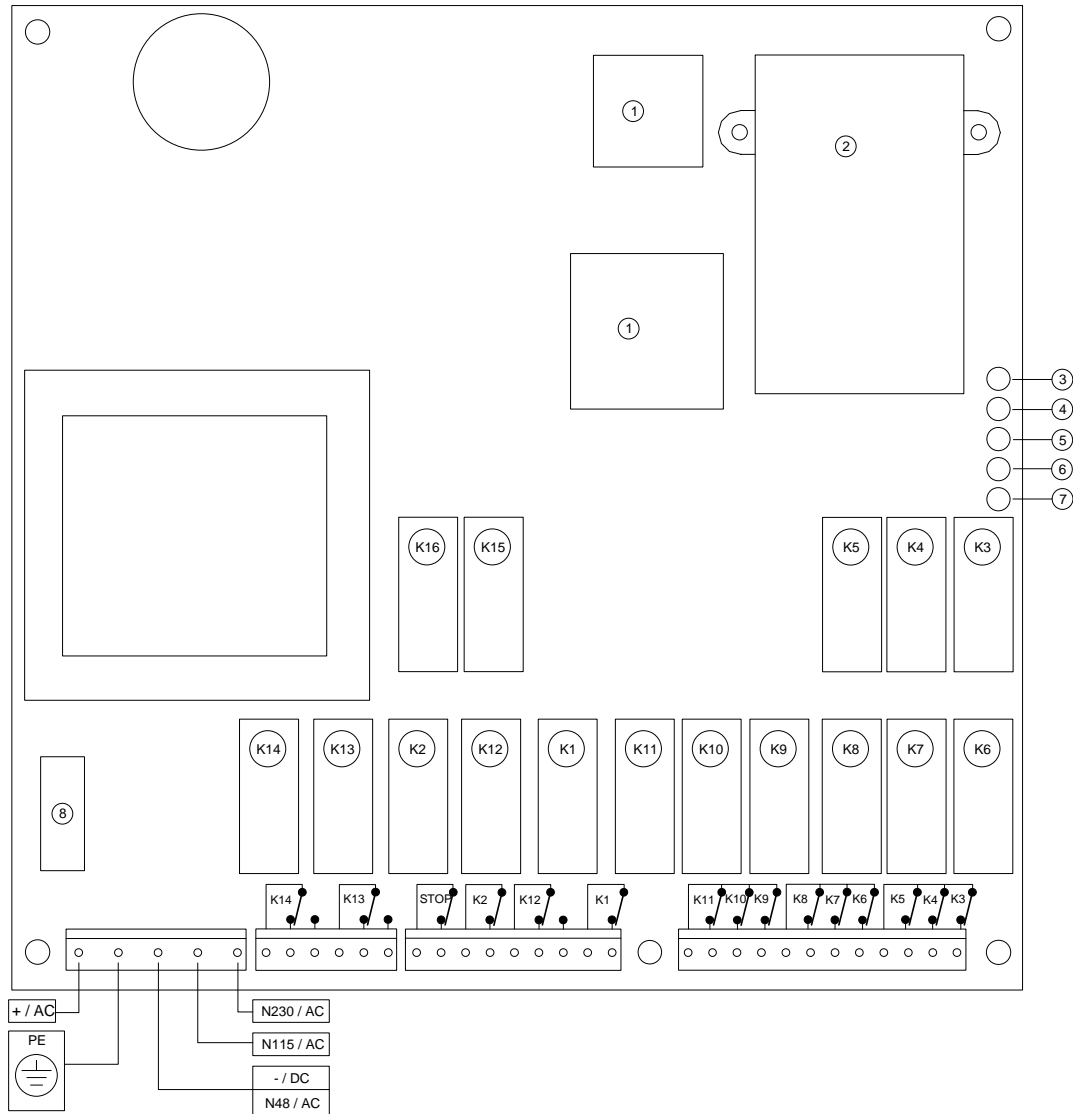 1
2
1
3
4
5
6
7
K16 K15 K5 K4 K3
K14 K13 K2 K12 K1 K11 K10 K9 K8 K7 K6
8
K14 K13 STOP K2 K12 K1 K11 K10 K9 K8 K7 K6 K5 K4 K3
+ / AC N230 / AC
PE N115 / AC
- / DC
N48 / AC